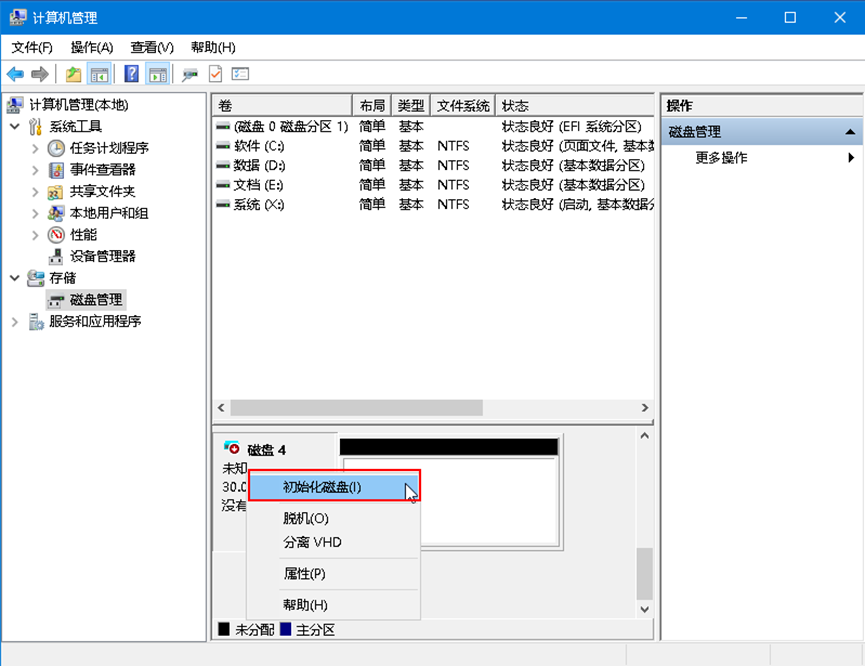 计算机管理
文件(F) 操作(A) 查看(V) 帮助(H)
计算机管理(本地)
系统工具
任务计划程序
事件查看器
共享文件夹
本地用户和组
性能
设备管理器
存储
磁盘管理
服务和应用程序
卷 布局 类型 文件系统 状态
(磁盘 0 磁盘分区 1) 简单 基本 状态良好 (EFI 系统分区)
软件 (C:) 简单 基本 NTFS 状态良好 (页面文件, 基本数
数据 (D:) 简单 基本 NTFS 状态良好 (基本数据分区)
文档 (E:) 简单 基本 NTFS 状态良好 (基本数据分区)
系统 (X:) 简单 基本 NTFS 状态良好 (启动, 基本数据分
磁盘 4
未知
30.0
没有
初始化磁盘(I)
脱机(O)
分离 VHD
属性(P)
帮助(H)
未分配 主分区
操作
磁盘管理
更多操作